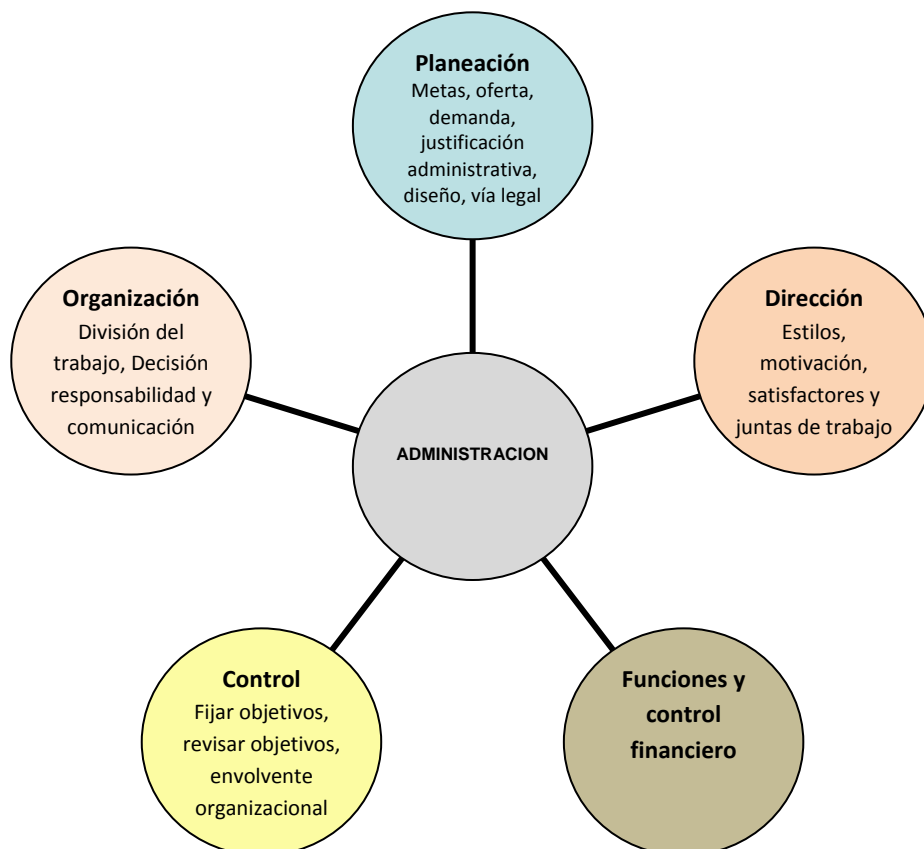 Planeación
Metas, oferta,
demanda,
justificación
administrativa,
diseño, vía legal
Organización
División del
trabajo, Decisión
responsabilidad y
comunicación
Dirección
Estilos,
motivación,
satisfactores y
juntas de trabajo
ADMINISTRACION
Control
Fijar objetivos,
revisar objetivos,
envolvente
organizacional
Funciones y
control
financiero